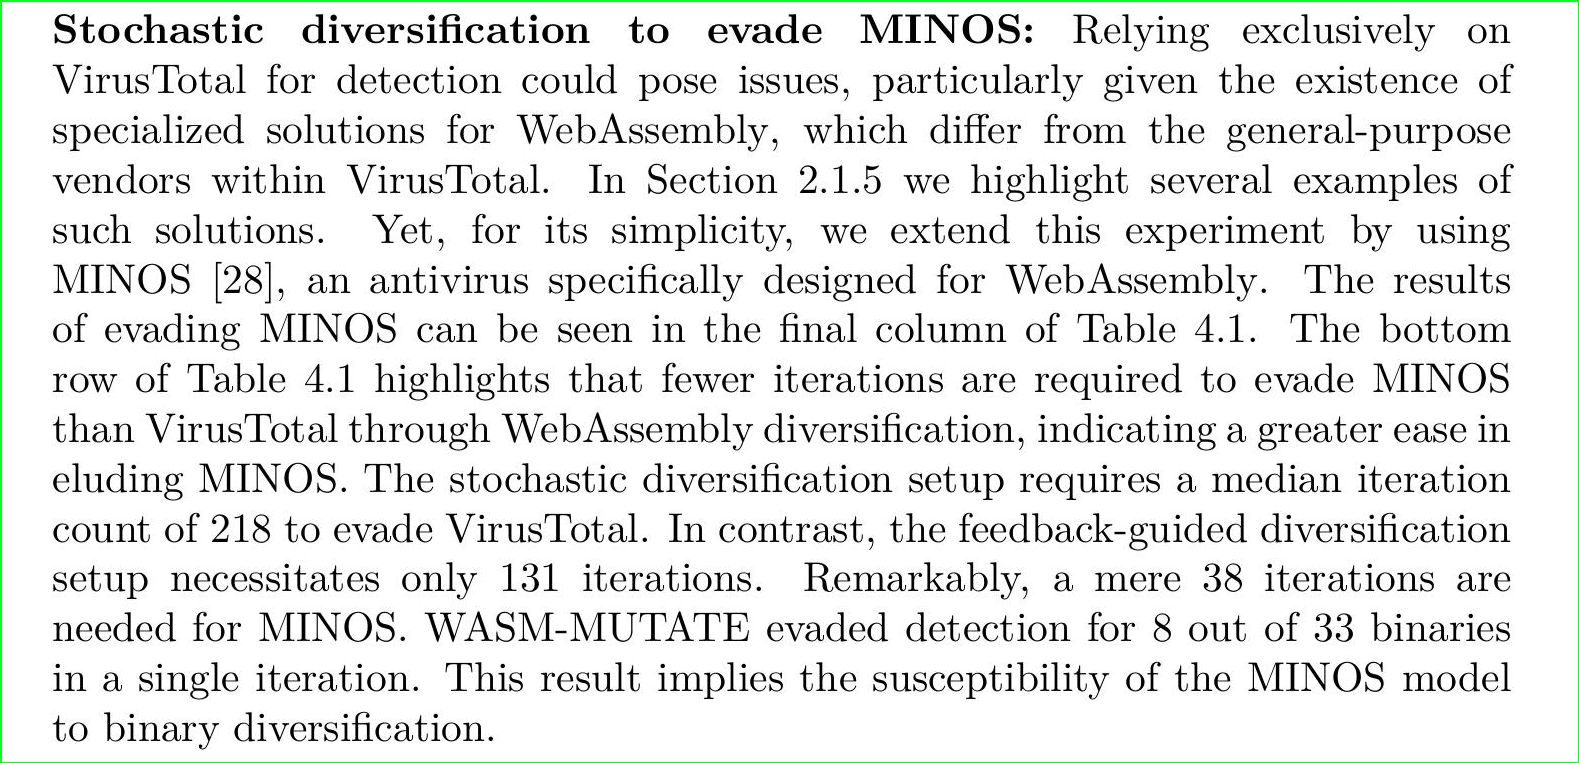 Stochastic diversification to evade MINOS: Relying exclusively on
VirusTotal for detection could pose issues, particularly given the existence of
specialized solutions for WebAssembly, which differ from the general-purpose
vendors within VirusTotal. In Section 2.1.5 we highlight several examples of
such solutions. Yet, for its simplicity, we extend this experiment by using
MINOS [28], an antivirus specifically designed for WebAssembly. The results
of evading MINOS can be seen in the final column of Table 4.1. The bottom
row of Table 4.1 highlights that fewer iterations are required to evade MINOS
than VirusTotal through WebAssembly diversification, indicating a greater ease in
eluding MINOS. The stochastic diversification setup requires a median iteration
count of 218 to evade VirusTotal. In contrast, the feedback-guided diversification
setup necessitates only 131 iterations. Remarkably, a mere 38 iterations are
needed for MINOS. WASM-MUTATE evaded detection for 8 out of 33 binaries
in a single iteration. This result implies the susceptibility of the MINOS model
to binary diversification.